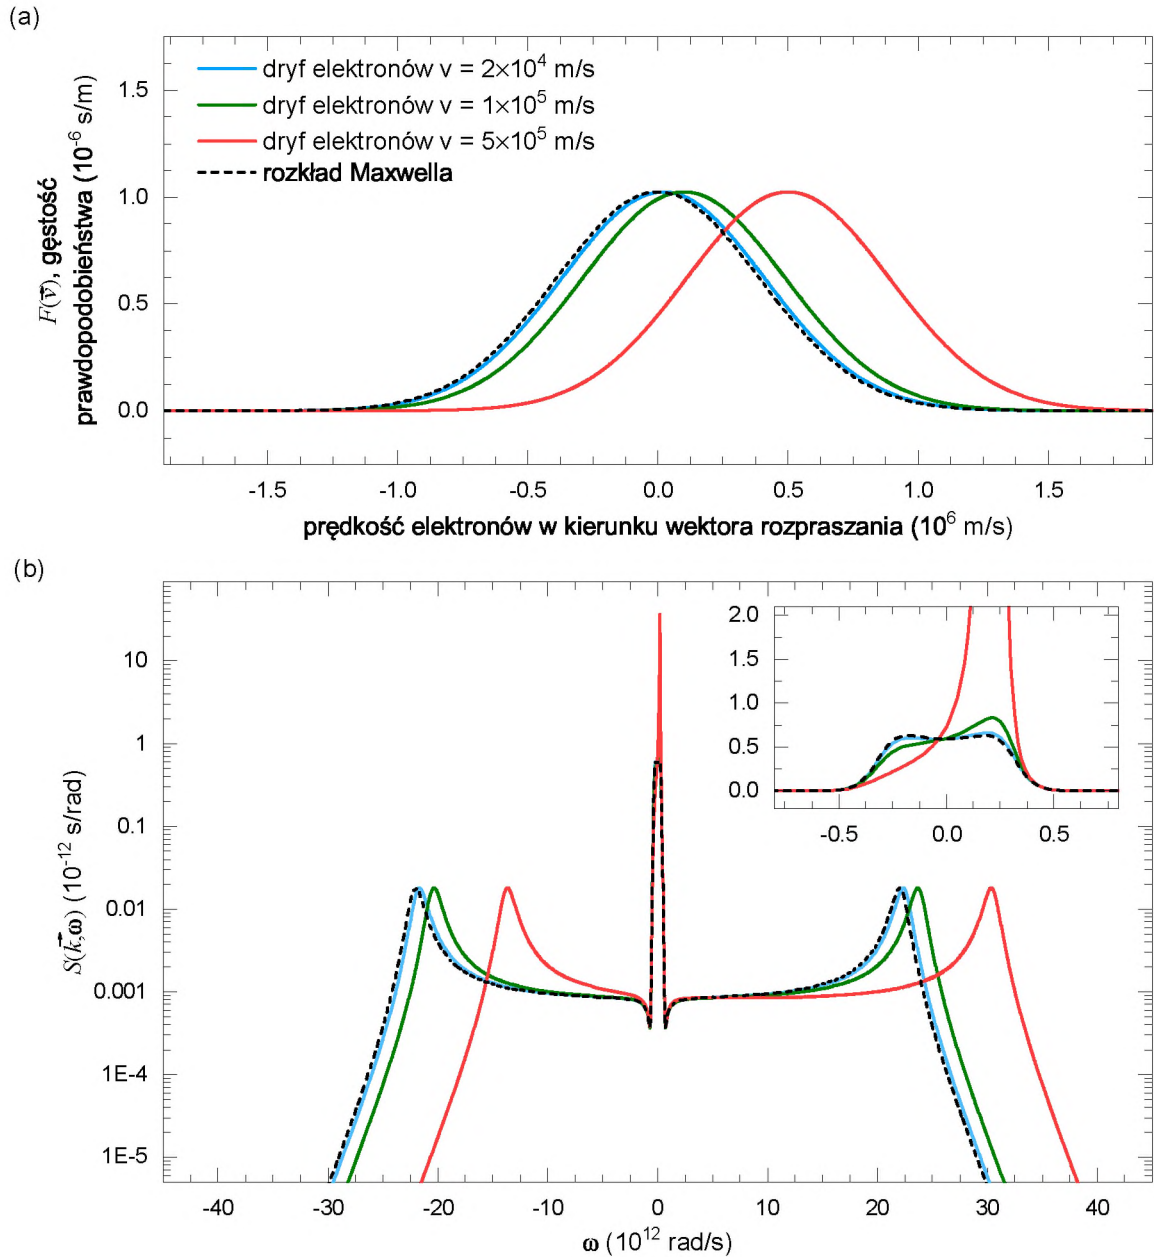 (a)
dryf elektronów v = 2×10⁴ m/s
dryf elektronów v = 1×10⁵ m/s
dryf elektronów v = 5×10⁵ m/s
rozkład Maxwella
F(v⃗), gęstość
prawdopodobieństwa (10⁻⁶ s/m)
1.5
1.0
0.5
0.0
-1.5 -1.0 -0.5 0.0 0.5 1.0 1.5
prędkość elektronów w kierunku wektora rozpraszania (10⁶ m/s)
(b)
S(k⃗,ω) (10⁻¹² s/rad)
10
1
0.1
0.01
0.001
1E-4
1E-5
2.0
1.5
1.0
0.5
0.0
-0.5 0.0 0.5
-40 -30 -20 -10 0 10 20 30 40
ω (10¹² rad/s)